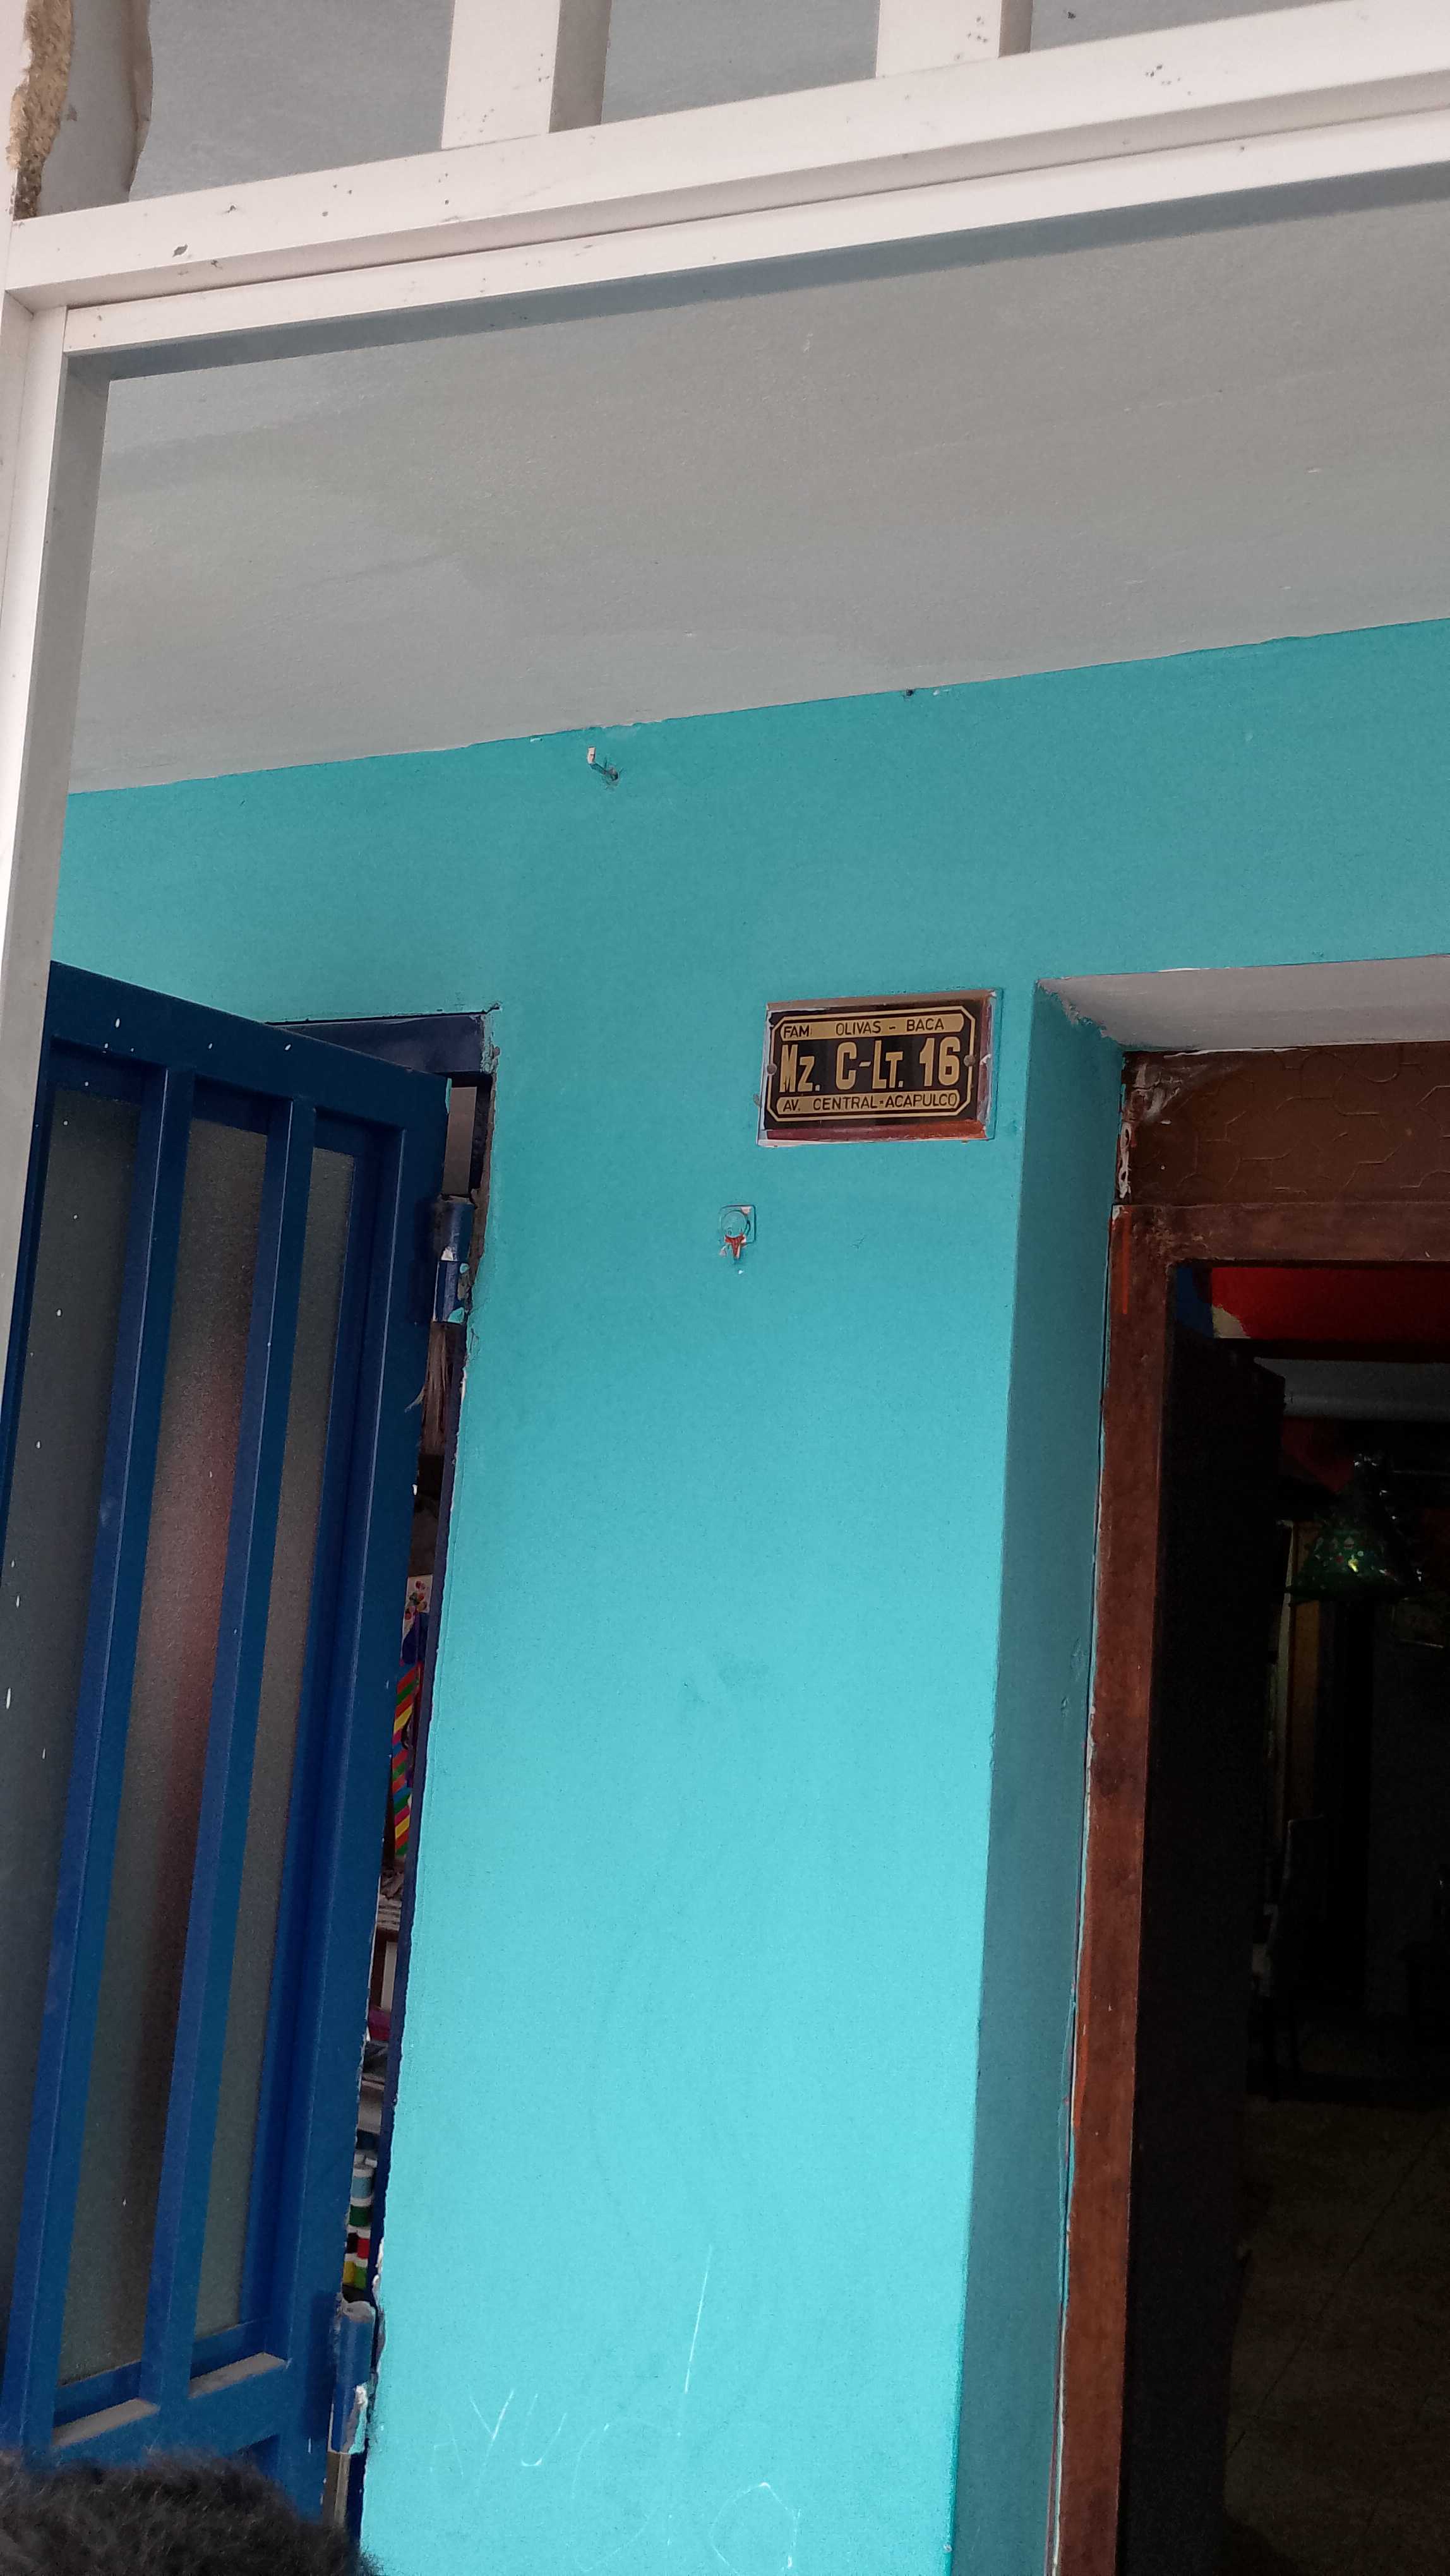 FAM OLIVAS - BACA
Mz. C-LT. 16
AV. CENTRAL-ACAPULCO